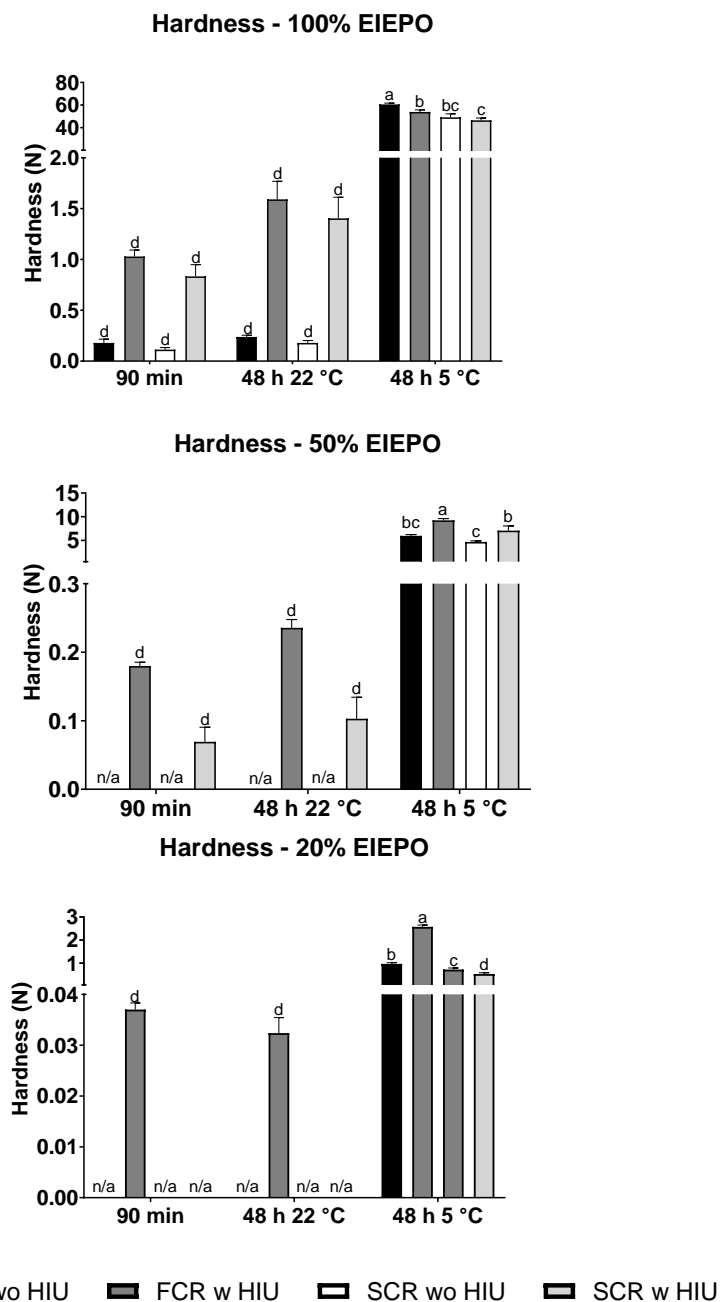 Hardness - 100% EIEPO
Hardness (N)
80
60
40
2.0
1.5
1.0
0.5
0.0
d d d d
d d d d
a b bc c
90 min 48 h 22 °C 48 h 5 °C
Hardness - 50% EIEPO
Hardness (N)
15
10
5
0.3
0.2
0.1
0.0
n/a d n/a d
n/a d n/a d
bc a c b
90 min 48 h 22 °C 48 h 5 °C
Hardness - 20% EIEPO
Hardness (N)
3
2
1
0.04
0.03
0.02
0.01
0.00
n/a d n/a n/a
n/a d n/a n/a
b a c d
90 min 48 h 22 °C 48 h 5 °C
wo HIU FCR w HIU SCR wo HIU SCR w HIU